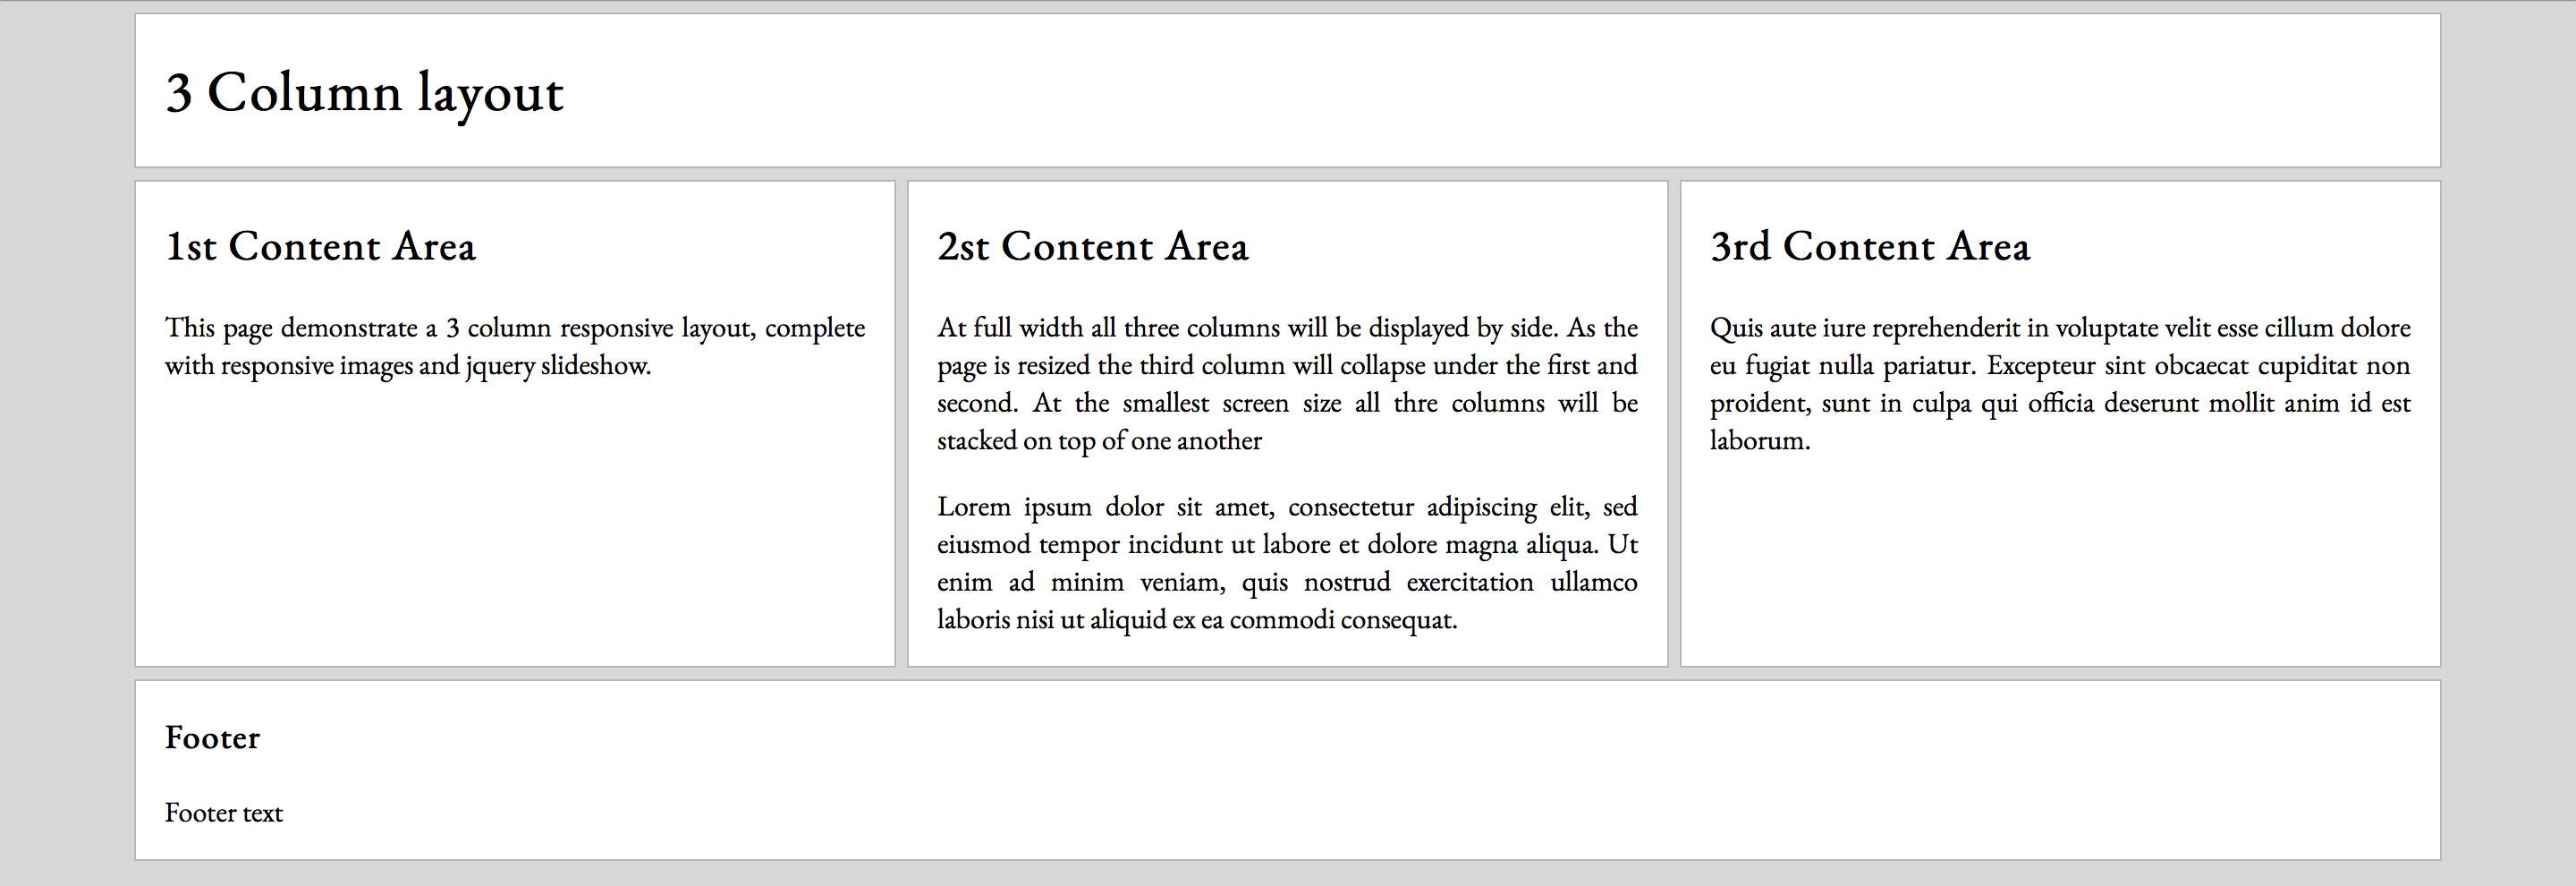 3 Column layout
1st Content Area
This page demonstrate a 3 column responsive layout, complete
with responsive images and jquery slideshow.
2st Content Area
At full width all three columns will be displayed by side. As the
page is resized the third column will collapse under the first and
second. At the smallest screen size all thre columns will be
stacked on top of one another
Lorem ipsum dolor sit amet, consectetur adipiscing elit, sed
eiusmod tempor incidunt ut labore et dolore magna aliqua. Ut
enim ad minim veniam, quis nostrud exercitation ullamco
laboris nisi ut aliquid ex ea commodi consequat.
3rd Content Area
Quis aute iure reprehenderit in voluptate velit esse cillum dolore
eu fugiat nulla pariatur. Excepteur sint obcaecat cupiditat non
proident, sunt in culpa qui officia deserunt mollit anim id est
laborum.
Footer
Footer text